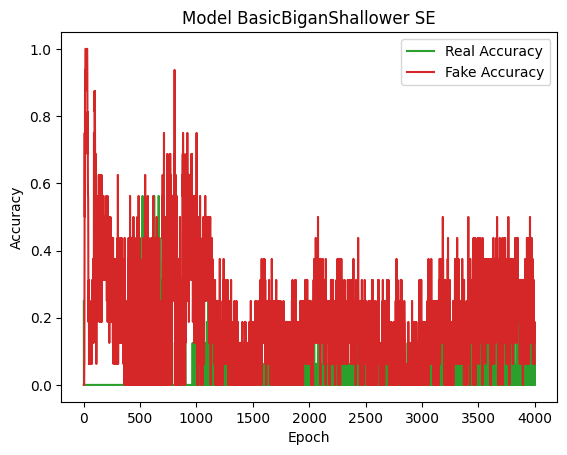 Model BasicBiganShallower SE
Real Accuracy
Fake Accuracy
Accuracy
1.0
0.8
0.6
0.4
0.2
0.0
0 500 1000 1500 2000 2500 3000 3500 4000
Epoch